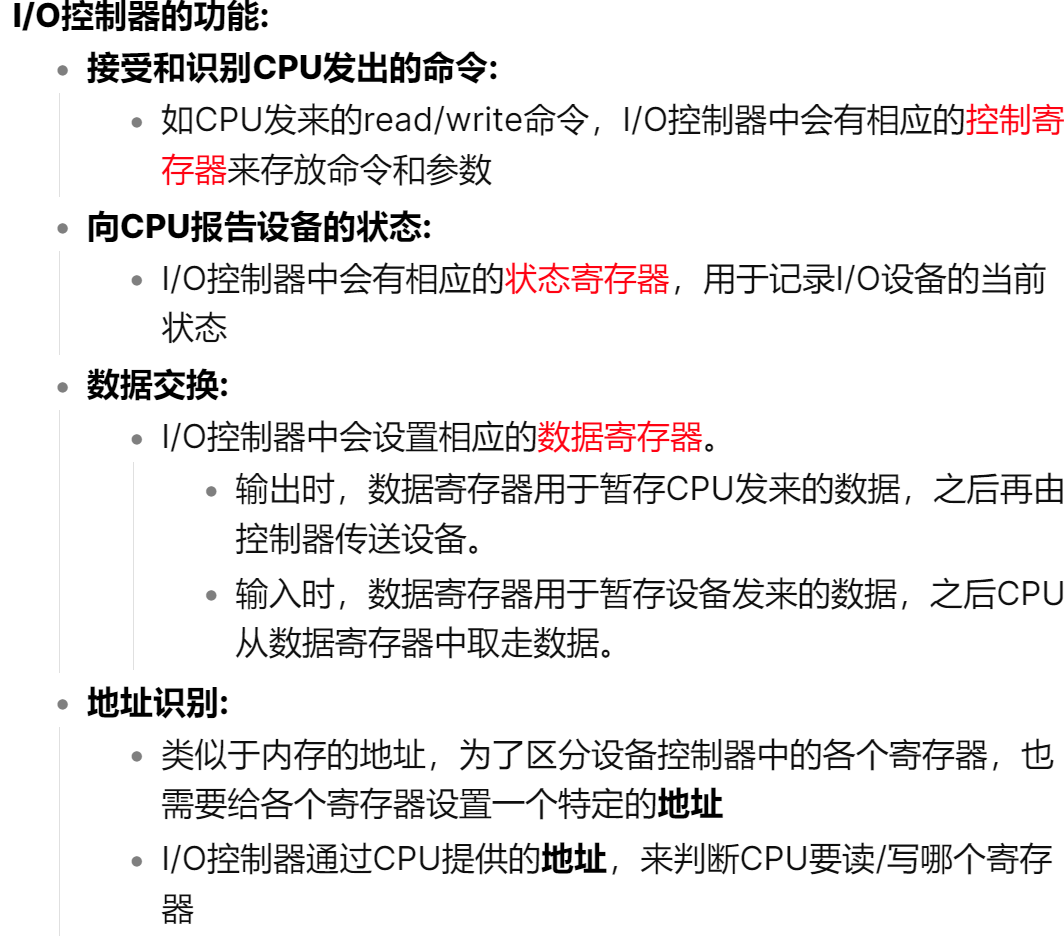 I/O控制器的功能:
接受和识别CPU发出的命令:
如CPU发来的read/write命令，I/O控制器中会有相应的控制寄
存器来存放命令和参数
向CPU报告设备的状态:
I/O控制器中会有相应的状态寄存器，用于记录I/O设备的当前
状态
数据交换:
I/O控制器中会设置相应的数据寄存器。
输出时，数据寄存器用于暂存CPU发来的数据，之后再由
控制器传送设备。
输入时，数据寄存器用于暂存设备发来的数据，之后CPU
从数据寄存器中取走数据。
地址识别:
类似于内存的地址，为了区分设备控制器中的各个寄存器，也
需要给各个寄存器设置一个特定的地址
I/O控制器通过CPU提供的地址，来判断CPU要读/写哪个寄存
器